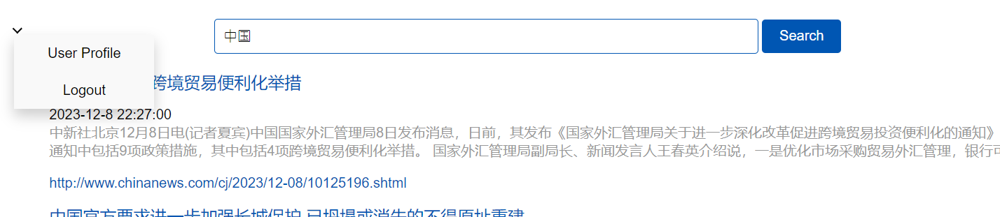 中国
Search
User Profile
Logout
跨境贸易便利化举措
2023-12-8 22:27:00
中新社北京12月8日电(记者夏宾)中国国家外汇管理局8日发布消息，日前，其发布《国家外汇管理局关于进一步深化改革促进跨境贸易投资便利化的通知》
通知中包括9项政策措施，其中包括4项跨境贸易便利化举措。 国家外汇管理局副局长、新闻发言人王春英介绍说，一是优化市场采购贸易外汇管理，银行可
http://www.chinanews.com/cj/2023/12-08/10125196.shtml
中国官方要求进一步加强长城保护 已坍塌或消失的不得原址重建